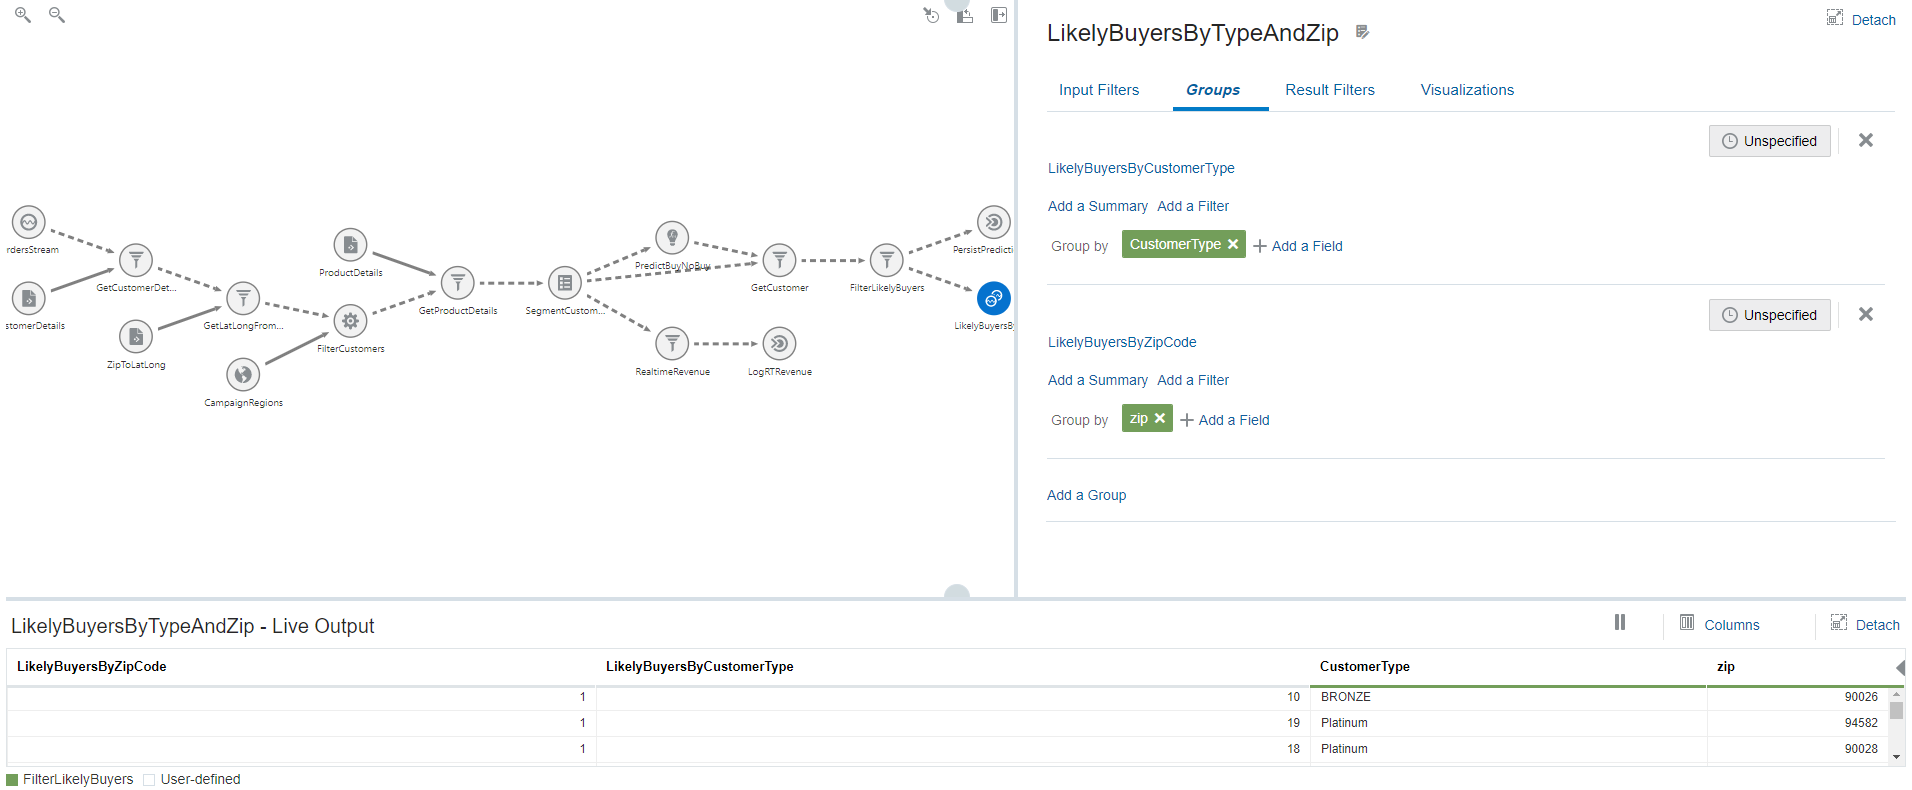 rdersStream
stomerDetails
GetCustomerDet...
ZipToLatLong
GetLatLongFrom...
CampaignRegions
ProductDetails
FilterCustomers
GetProductDetails
SegmentCustom...
PredictBuyNoBuy
RealtimeRevenue
GetCustomer
LogRTRevenue
FilterLikelyBuyers
PersistPredicti
LikelyBuyersBy
LikelyBuyersByTypeAndZip
Detach
Input Filters Groups Result Filters Visualizations
Unspecified
LikelyBuyersByCustomerType
Add a Summary Add a Filter
Group by CustomerType Add a Field
Unspecified
LikelyBuyersByZipCode
Add a Summary Add a Filter
Group by zip Add a Field
Add a Group
LikelyBuyersByTypeAndZip - Live Output
Columns Detach
LikelyBuyersByZipCode LikelyBuyersByCustomerType CustomerType zip
1 10 BRONZE 90026
1 19 Platinum 94582
1 18 Platinum 90028
FilterLikelyBuyers User-defined